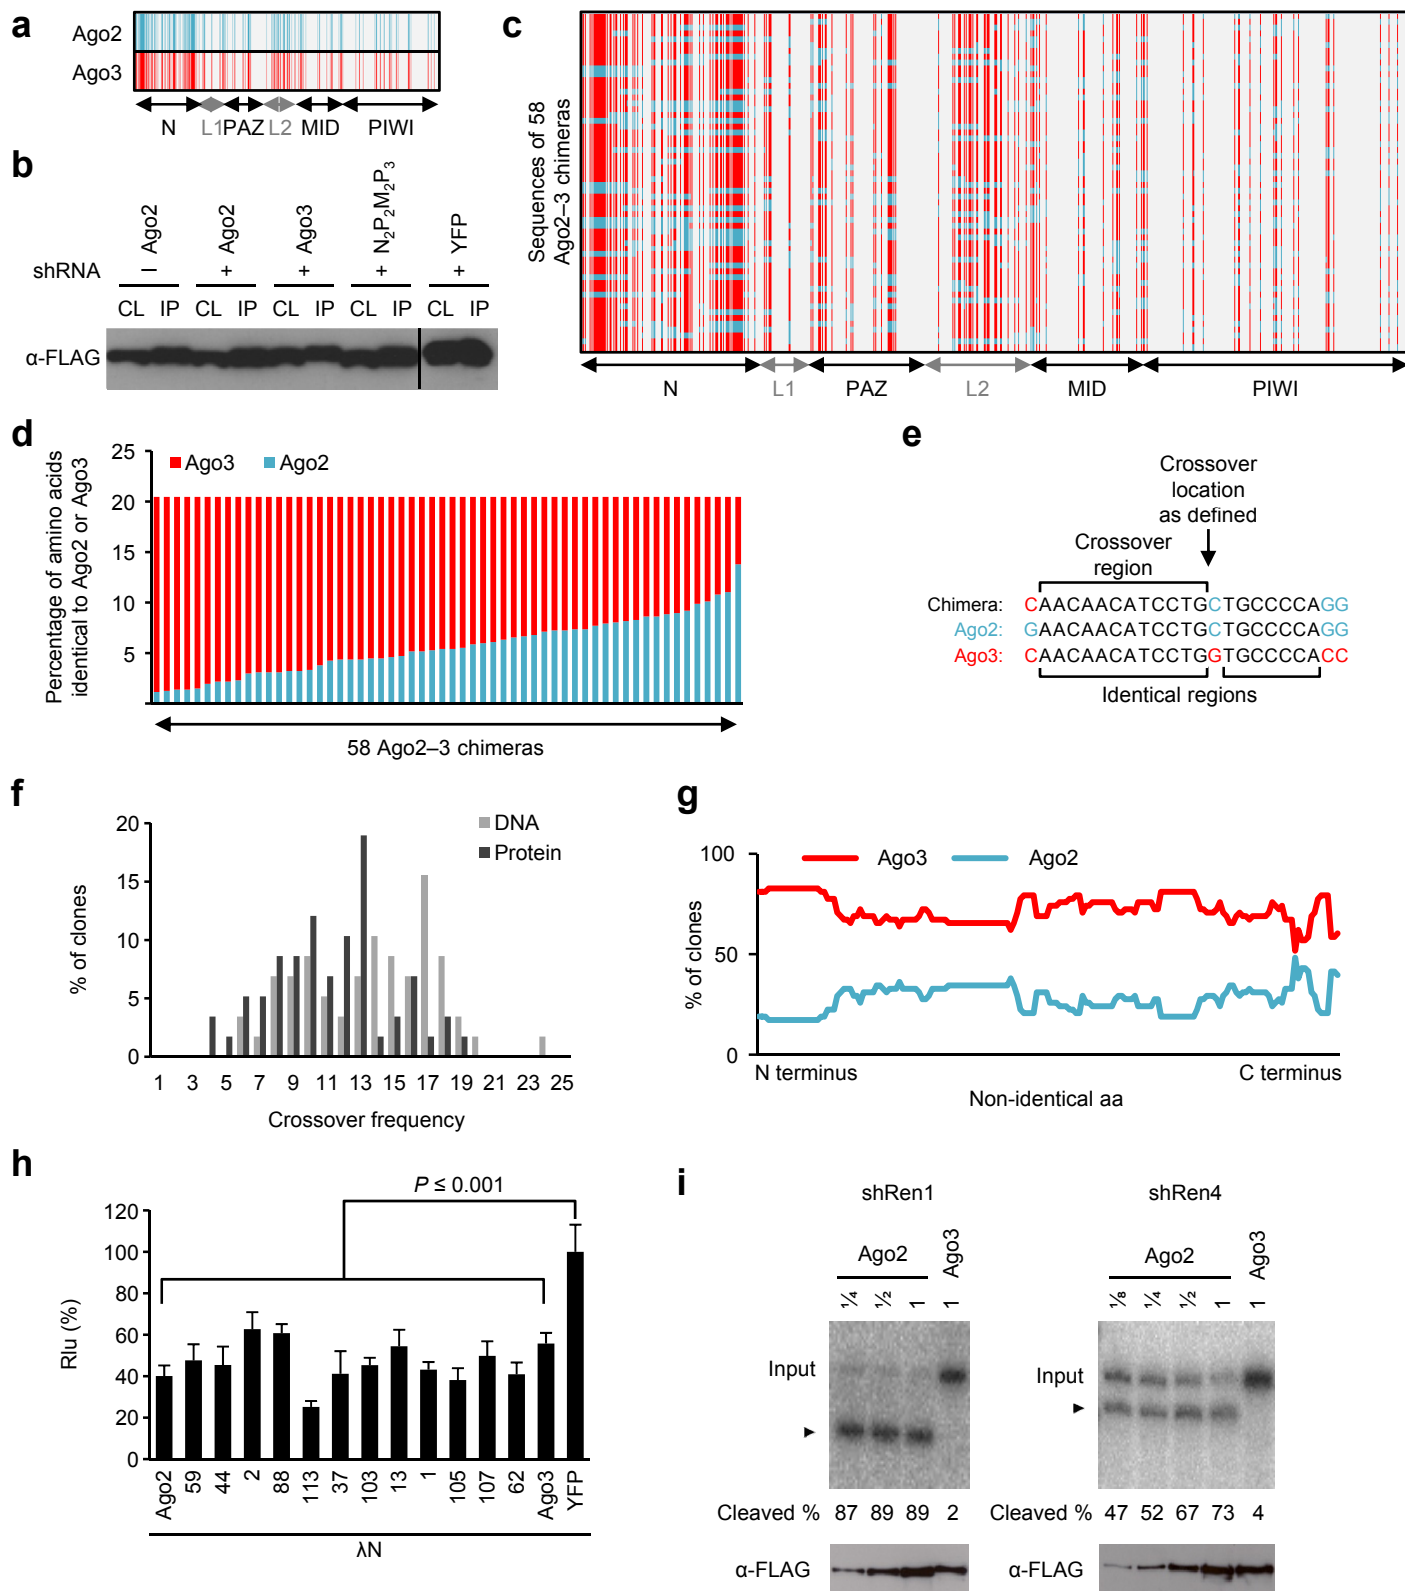 a
Ago2
Ago3
N L1 PAZ L2 MID PIWI
b
Ago2 Ago2 Ago3 N2P2M2P3 YFP
shRNA – + + + +
CL IP CL IP CL IP CL IP CL IP
α-FLAG
c
Sequences of 58
Ago2–3 chimeras
N L1 PAZ L2 MID PIWI
d
Percentage of amino acids
identical to Ago2 or Ago3
25
20
15
10
5
Ago3 Ago2
58 Ago2–3 chimeras
e
Crossover
location
as defined
Crossover
region
Chimera: CAACAACATCCTGCTGCCCCAGG
Ago2: GAACAACATCCTGCTGCCCCAGG
Ago3: CAACAACATCCTGGTGCCCCACC
Identical regions
f
% of clones
20
15
10
5
0
DNA
Protein
1 3 5 7 9 11 13 15 17 19 21 23 25
Crossover frequency
g
% of clones
100
50
0
Ago3 Ago2
N terminus C terminus
Non-identical aa
h
P ≤ 0.001
Rlu (%)
120
100
80
60
40
20
0
Ago2 59 44 2 88 113 37 103 13 1 105 107 62 Ago3 YFP
λN
i
shRen1
Ago2 Ago3
¼ ½ 1 1
Input
Cleaved % 87 89 89 2
α-FLAG
shRen4
Ago2 Ago3
⅛ ¼ ½ 1 1
Input
Cleaved % 47 52 67 73 4
α-FLAG